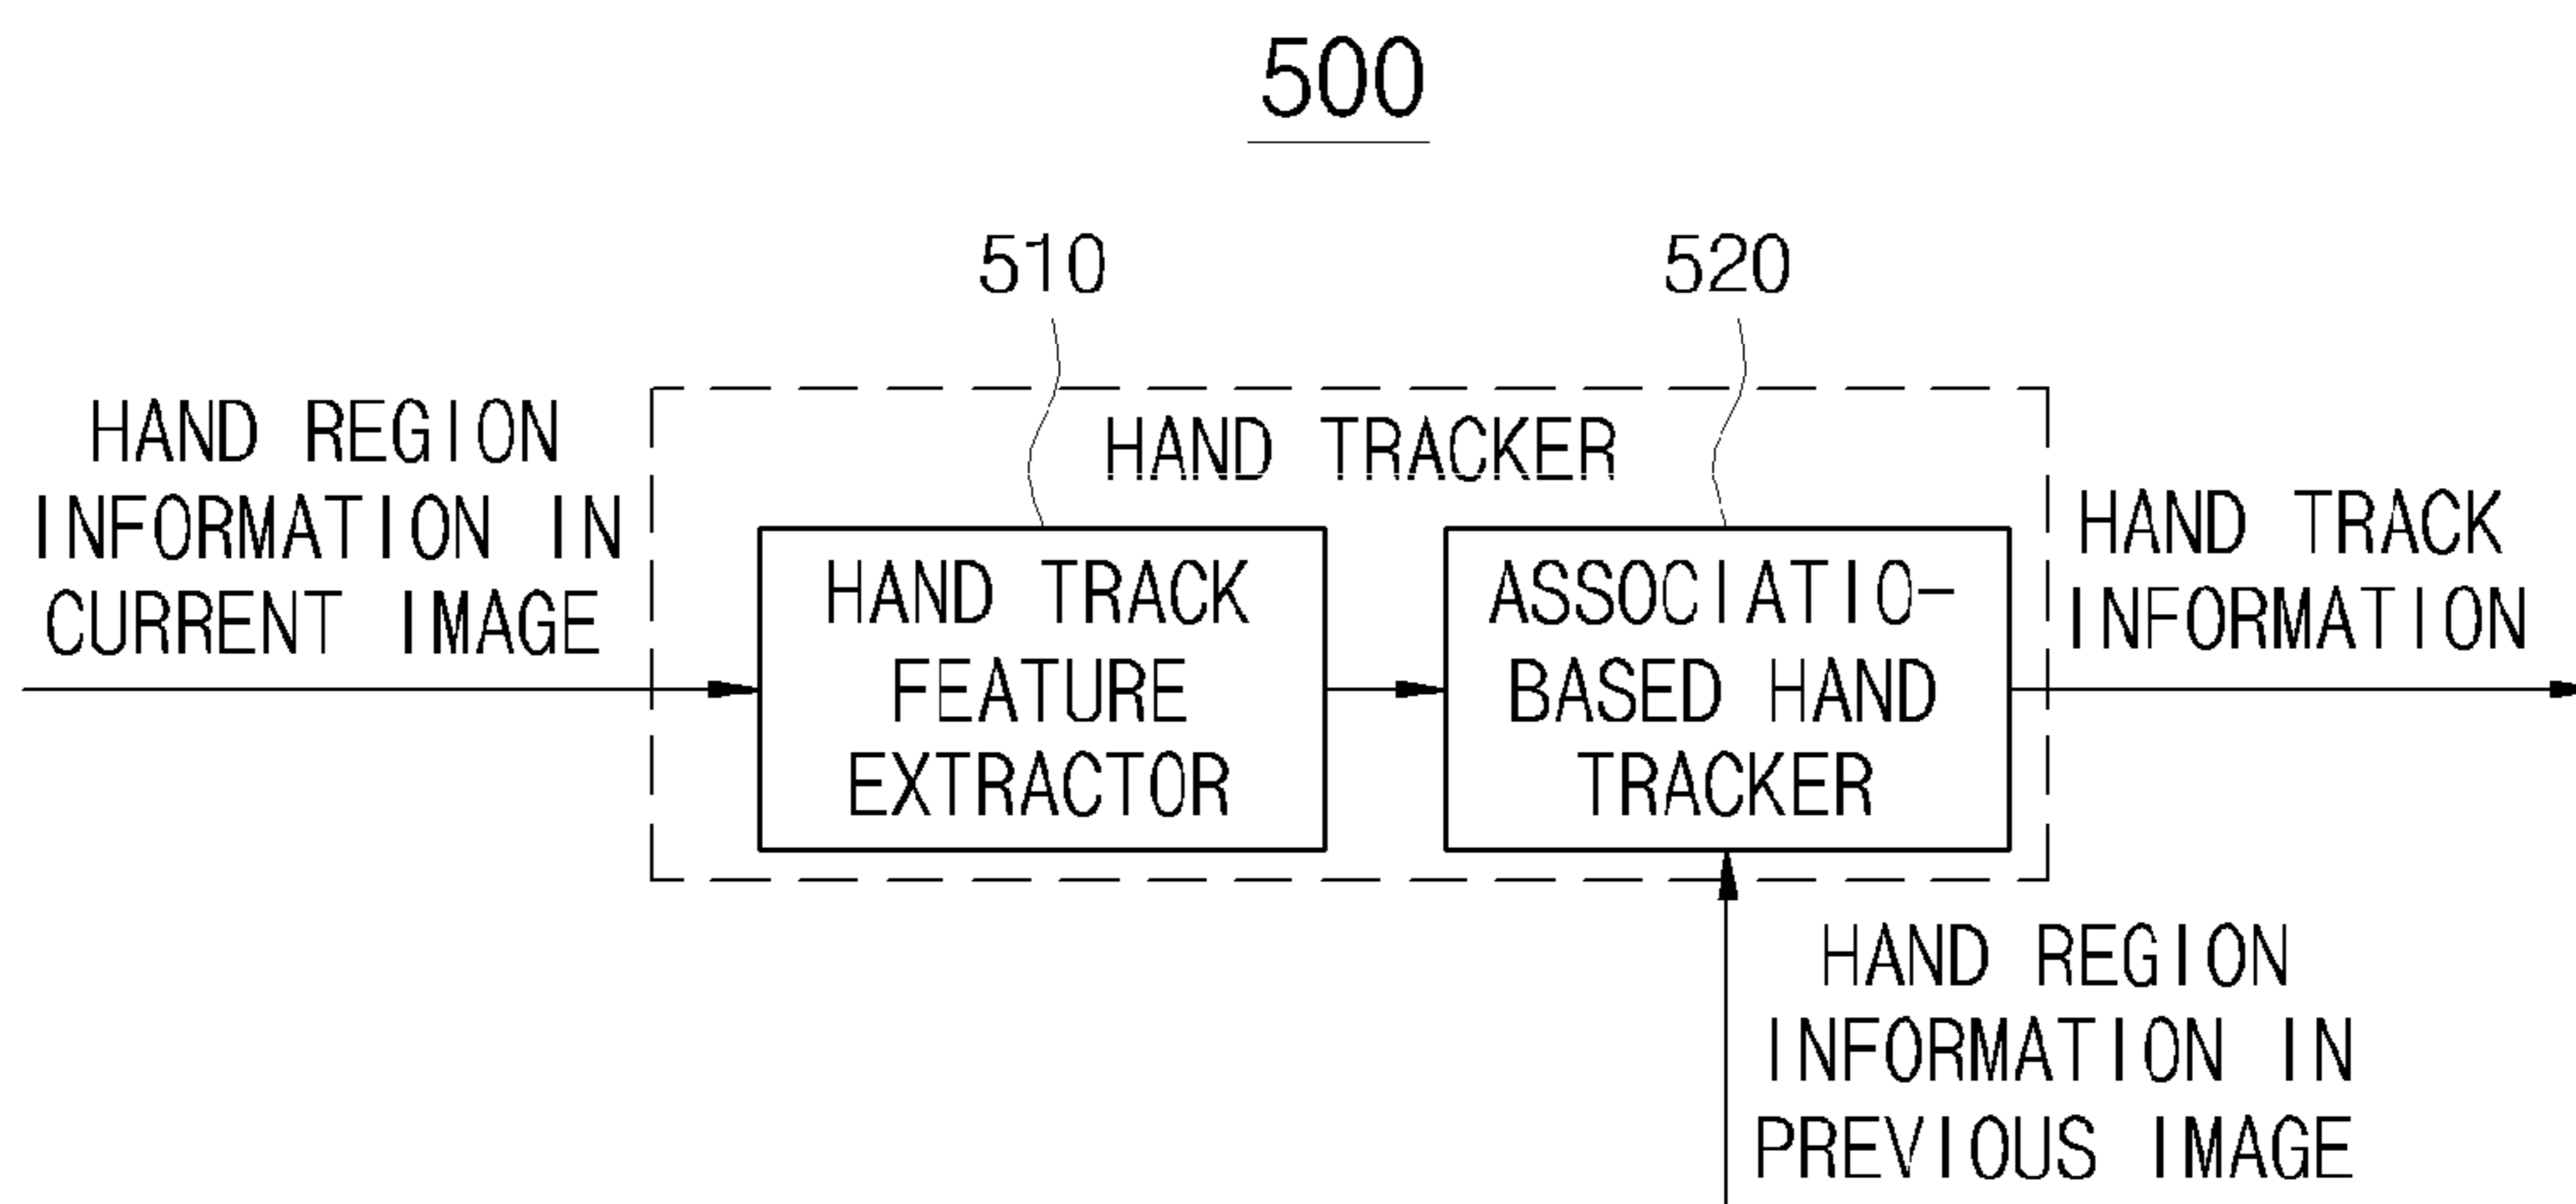 500
510
520
HAND REGION
INFORMATION IN
CURRENT IMAGE
HAND TRACKER
HAND TRACK
FEATURE
EXTRACTOR
ASSOCIATIO-
BASED HAND
TRACKER
HAND TRACK
INFORMATION
HAND REGION
INFORMATION IN
PREVIOUS IMAGE